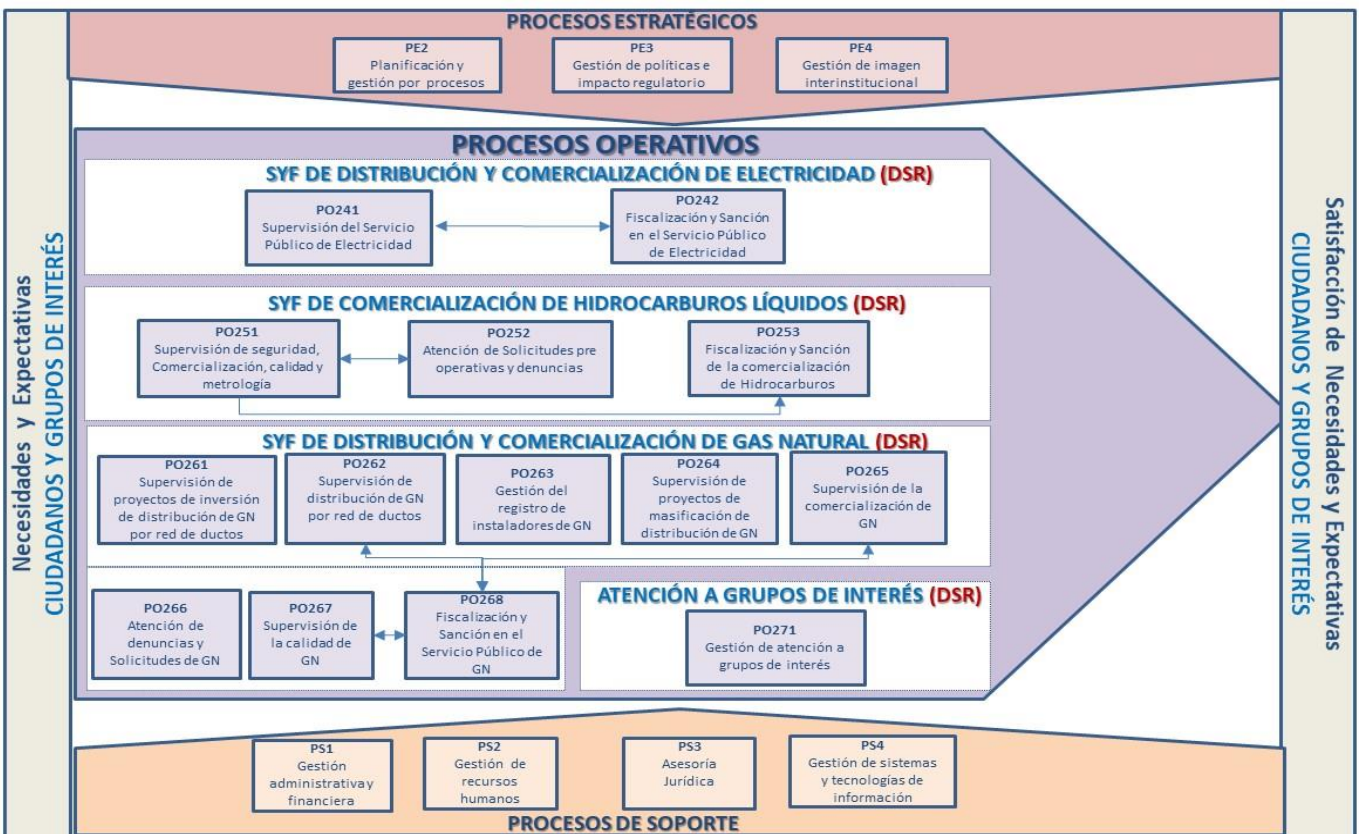 PROCESOS ESTRATÉGICOS
PE2
Planificación y
gestión por procesos
PE3
Gestión de políticas e
impacto regulatorio
PE4
Gestión de imagen
interinstitucional
Necesidades y Expectativas
CIUDADANOS Y GRUPOS DE INTERÉS
PROCESOS OPERATIVOS
SYF DE DISTRIBUCIÓN Y COMERCIALIZACIÓN DE ELECTRICIDAD (DSR)
PO241
Supervisión del Servicio
Público de Electricidad
PO242
Fiscalización y Sanción
en el Servicio Público
de Electricidad
SYF DE COMERCIALIZACIÓN DE HIDROCARBUROS LÍQUIDOS (DSR)
PO251
Supervisión de seguridad,
Comercialización, calidad y
metrología
PO252
Atención de Solicitudes pre
operativas y denuncias
PO253
Fiscalización y Sanción
de la comercialización
de Hidrocarburos
SYF DE DISTRIBUCIÓN Y COMERCIALIZACIÓN DE GAS NATURAL (DSR)
PO261
Supervisión de
proyectos de inversión
de distribución de GN
por red de ductos
PO262
Supervisión de
distribución de GN
por red de ductos
PO263
Gestión del
registro de
instaladores de GN
PO264
Supervisión de
proyectos de
masificación de
distribución de GN
PO265
Supervisión de la
comercialización de
GN
PO266
Atención de
denuncias y
Solicitudes de GN
PO267
Supervisión de
la calidad de
GN
PO268
Fiscalización y
Sanción en el
Servicio Público de
GN
ATENCIÓN A GRUPOS DE INTERÉS (DSR)
PO271
Gestión de atención a
grupos de interés
Satisfacción de Necesidades y Expectativas
CIUDADANOS Y GRUPOS DE INTERÉS
PS1
Gestión
administrativa y
financiera
PS2
Gestión de
recursos
humanos
PS3
Asesoría
Jurídica
PS4
Gestión de sistemas
y tecnologías de
información
PROCESOS DE SOPORTE